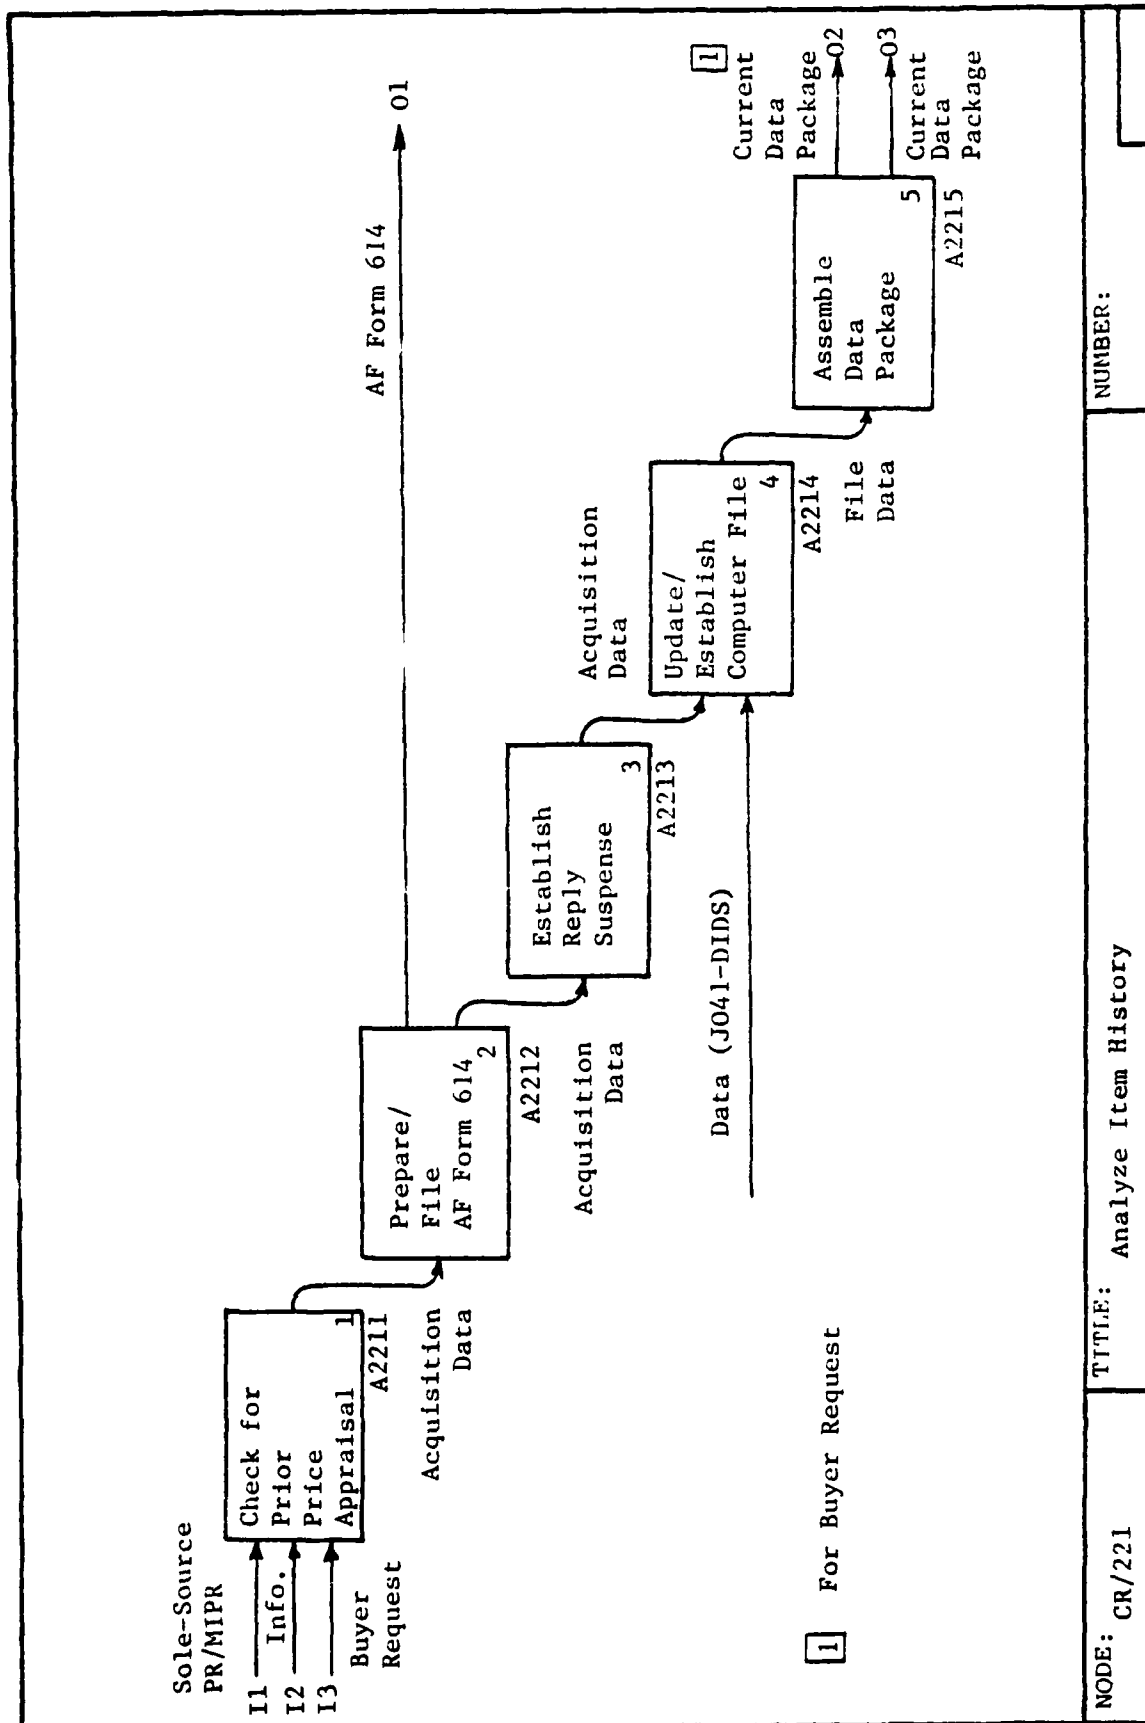 Sole-Source
PR/MIPR
I1
Info.
I2
I3
Buyer
Request
Check for
Prior
Price
Appraisal
1
A2211
Acquisition
Data
Prepare/
File
AF Form 614
2
A2212
AF Form 614
O1
Acquisition
Data
Establish
Reply
Suspense
3
A2213
Acquisition
Data
Data (J041-DIDS)
Update/
Establish
Computer File
4
A2214
File
Data
Assemble
Data
Package
5
A2215
1
Current
Data
Package
O2
O3
Current
Data
Package
1 For Buyer Request
NODE: CR/221
TITLE: Analyze Item History
NUMBER: